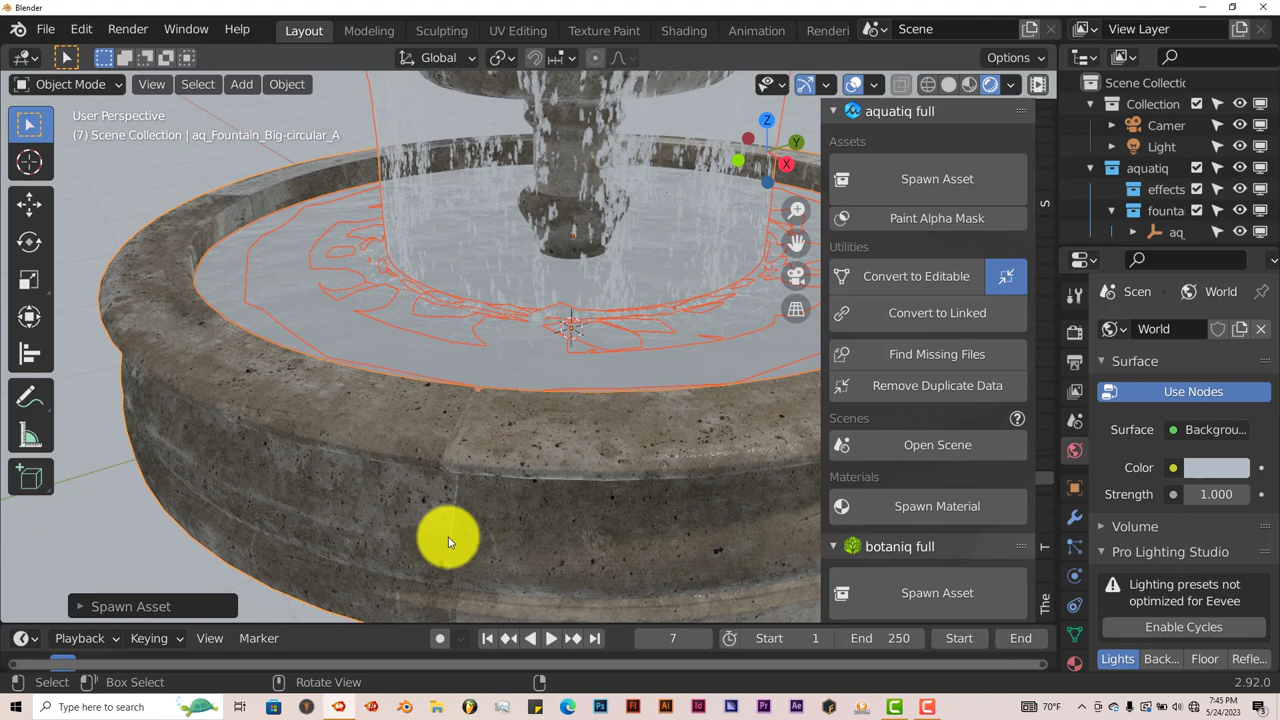 Blender
File Edit Render Window Help Layout Modeling Sculpting UV Editing Texture Paint Shading Animation Renderi Scene View Layer
Global Options
Object Mode View Select Add Object
User Perspective
(7) Scene Collection | aq_Fountain_Big-circular_A
Z
Y
X
aquatiq full
Assets
Spawn Asset
Paint Alpha Mask
Utilities
Convert to Editable
Convert to Linked
Find Missing Files
Remove Duplicate Data
Scenes
Open Scene
Materials
Spawn Material
botaniq full
Spawn Asset
S
T
The
Scene Collectic
Collection
Camer
Light
aquatiq
effects
founta
aq_
Scen World
World
Surface
Use Nodes
Surface Backgrou...
Color
Strength 1.000
Volume
Pro Lighting Studio
Lighting presets not
optimized for Eevee
Enable Cycles
Lights Back... Floor Refle...
Spawn Asset
Playback Keying View Marker 7 Start 1 End 250 Start End
Select Box Select Rotate View 2.92.0
Type here to search 70°F 7:45 PM
5/24/2023